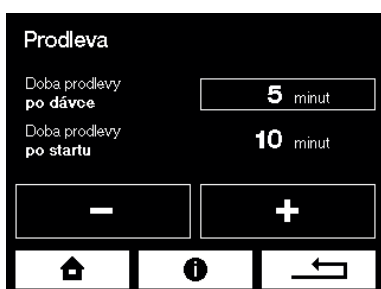 Prodleva
Doba prodlevy
po dávce
5 minut
Doba prodlevy
po startu
10 minut
− +
i